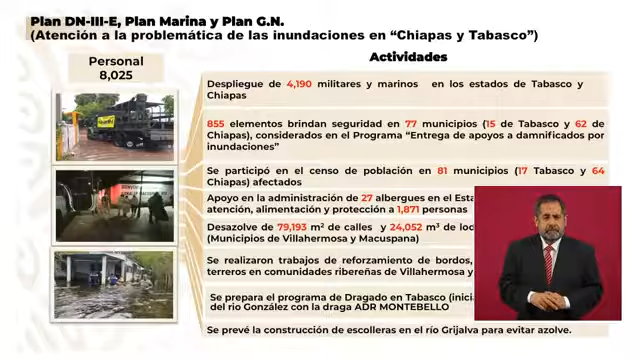 Plan DN-III-E, Plan Marina y Plan G.N.
(Atención a la problemática de las inundaciones en “Chiapas y Tabasco”)
Personal
8,025
Actividades
Despliegue de 4,190 militares y marinos en los estados de Tabasco y
Chiapas
855 elementos brindan seguridad en 77 municipios (15 de Tabasco y 62 de
Chiapas), considerados en el Programa “Entrega de apoyos a damnificados por
inundaciones”
Se participó en el censo de población en 81 municipios (17 Tabasco y 64
Chiapas) afectados
Apoyo en la administración de 27 albergues en el Esta
atención, alimentación y protección a 1,871 personas
Desazolve de 79,193 m² de calles y 24,052 m³ de loc
(Municipios de Villahermosa y Macuspana)
Se realizaron trabajos de reforzamiento de bordos,
terreros en comunidades ribereñas de Villahermosa y
Se prepara el programa de Dragado en Tabasco (inicia
del rio González con la draga ADR MONTEBELLO
Se prevé la construcción de escolleras en el río Grijalva para evitar azolve.